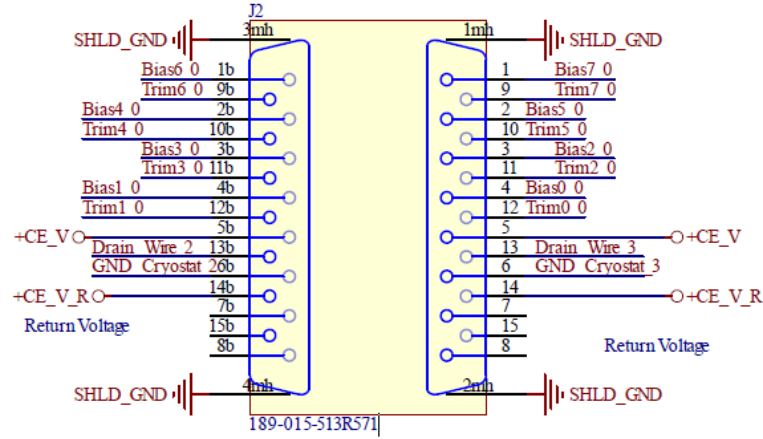 J2
3mh 1mh
SHLD_GND SHLD_GND
Bias6_0 1b 1 Bias7_0
Trim6_0 9b 9 Trim7_0
Bias4_0 2b 2 Bias5_0
Trim4_0 10b 10 Trim5_0
Bias3_0 3b 3 Bias2_0
Trim3_0 11b 11 Trim2_0
Bias1_0 4b 4 Bias0_0
Trim1_0 12b 12 Trim0_0
+CE_V 5b 5 +CE_V
Drain_Wire_2 13b 13 Drain_Wire_3
GND_Cryostat_2 6b 6 GND_Cryostat_3
+CE_V_R 14b 14 +CE_V_R
7b 7
Return Voltage 15b 15 Return Voltage
8b 8
SHLD_GND 4mh 2mh SHLD_GND
189-015-513R571